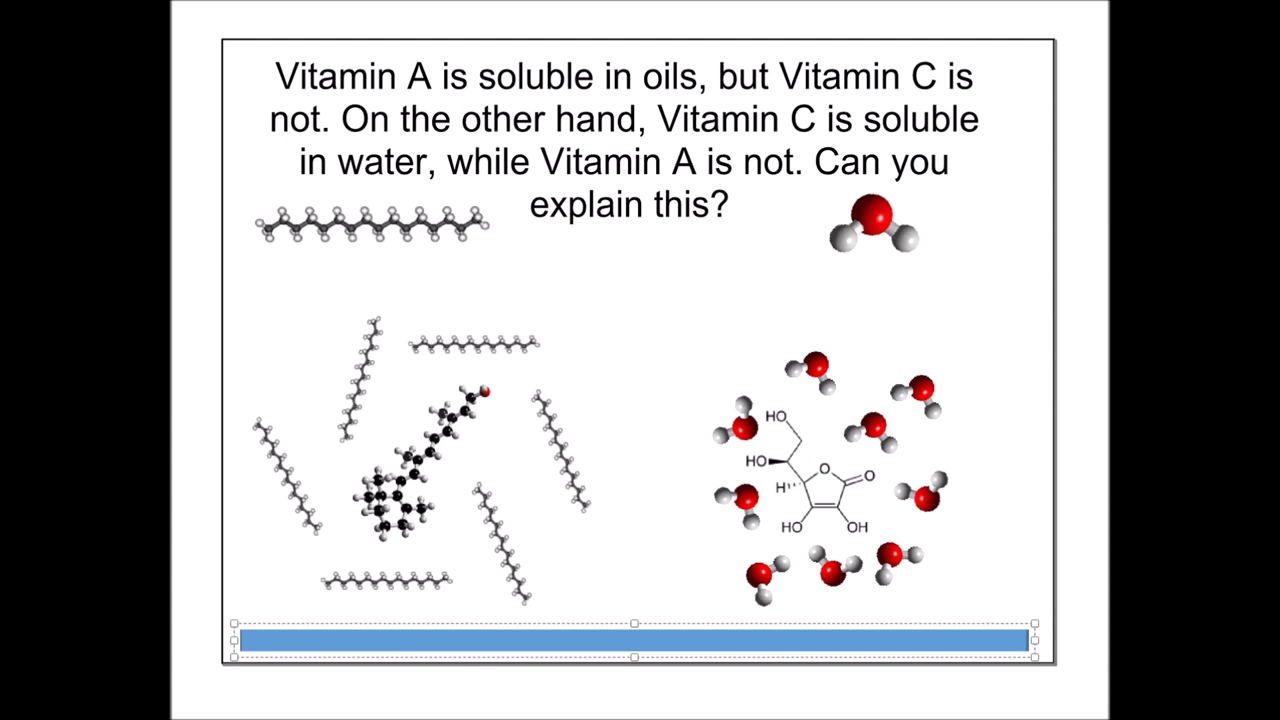 Vitamin A is soluble in oils, but Vitamin C is
not. On the other hand, Vitamin C is soluble
in water, while Vitamin A is not. Can you
explain this?
HO
HO
O
O
H
HO
OH